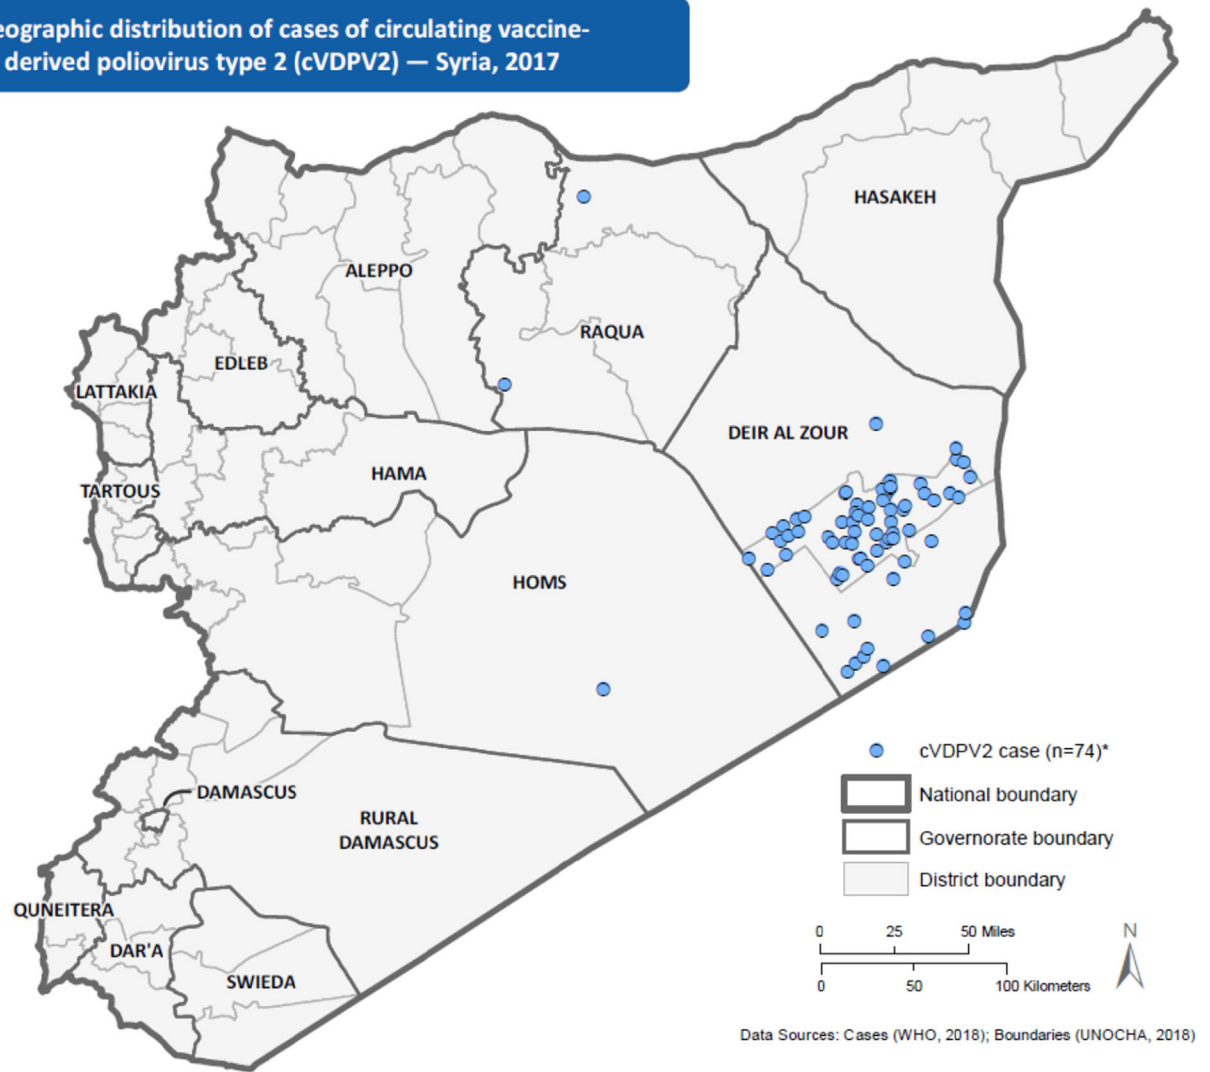 eographic distribution of cases of circulating vaccine-
derived poliovirus type 2 (cVDPV2) — Syria, 2017
HASAKEH
ALEPPO
RAQUA
EDLEB
LATTAKIA
DEIR AL ZOUR
HAMA
TARTOUS
HOMS
cVDPV2 case (n=74)*
DAMASCUS
National boundary
RURAL
DAMASCUS
Governorate boundary
District boundary
QUNEITERA
DAR'A
SWIEDA
0 25 50 Miles
N
0 50 100 Kilometers
Data Sources: Cases (WHO, 2018); Boundaries (UNOCHA, 2018)